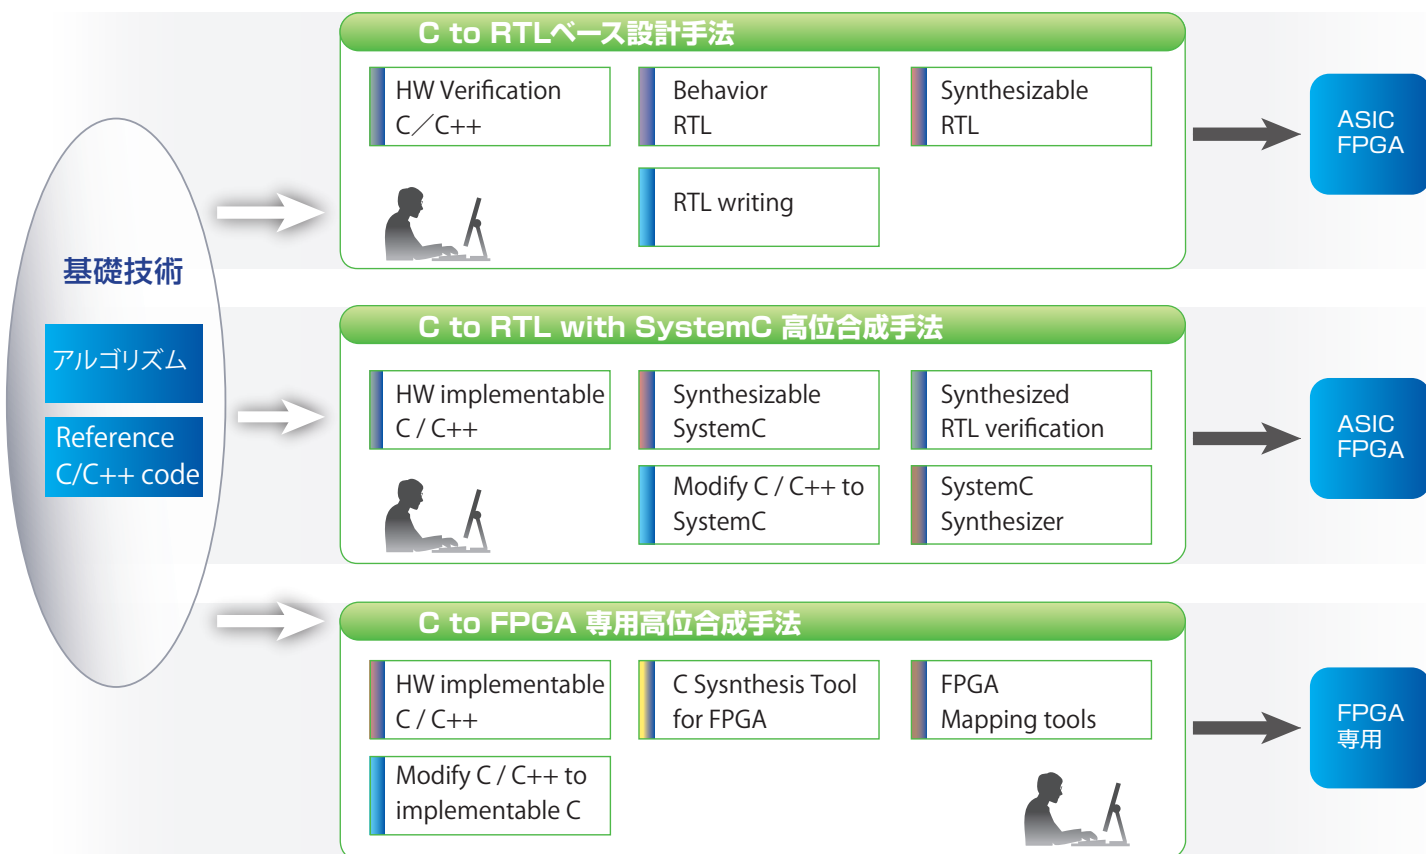 基礎技術
アルゴリズム
Reference
C/C++ code
C to RTLベース設計手法
HW Verification
C／C++
Behavior
RTL
Synthesizable
RTL
RTL writing
ASIC
FPGA
C to RTL with SystemC 高位合成手法
HW implementable
C / C++
Synthesizable
SystemC
Synthesized
RTL verification
Modify C / C++ to
SystemC
SystemC
Synthesizer
ASIC
FPGA
C to FPGA 専用高位合成手法
HW implementable
C / C++
C Sysnthesis Tool
for FPGA
FPGA
Mapping tools
Modify C / C++ to
implementable C
FPGA
専用